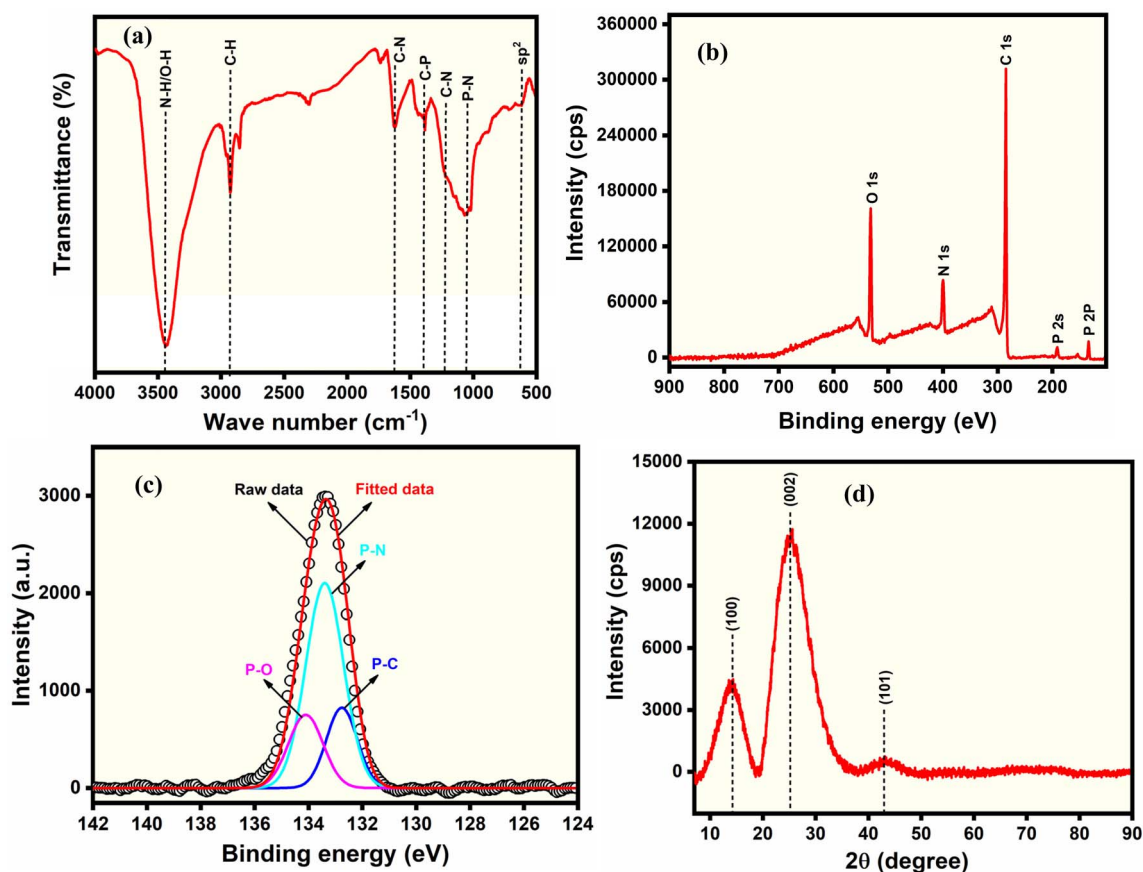 (a)
N-H/O-H
C-H
C-N
C-P
C-N
P-N
sp²
Transmittance (%)
4000 3500 3000 2500 2000 1500 1000 500
Wave number (cm⁻¹)
(b)
360000
300000
240000
180000
120000
60000
0
O 1s
N 1s
C 1s
P 2s
P 2P
Intensity (cps)
900 800 700 600 500 400 300 200
Binding energy (eV)
(c)
3000
2000
1000
0
Raw data
Fitted data
P-N
P-O
P-C
Intensity (a.u.)
142 140 138 136 134 132 130 128 126 124
Binding energy (eV)
(d)
15000
12000
9000
6000
3000
0
(100)
(002)
(101)
Intensity (cps)
10 20 30 40 50 60 70 80 90
2θ (degree)